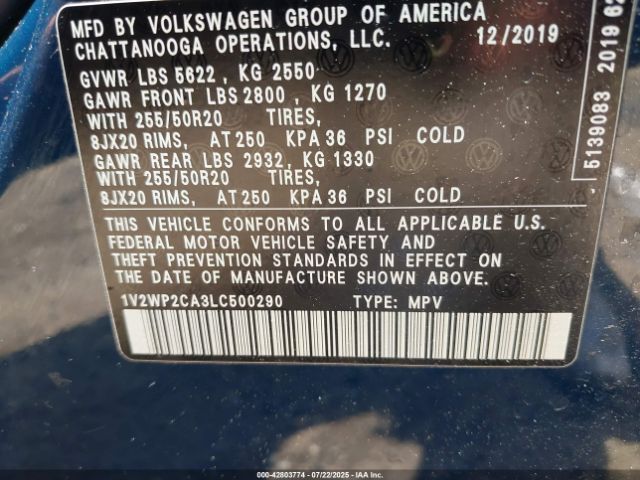 MFD BY VOLKSWAGEN GROUP OF AMERICA
CHATTANOOGA OPERATIONS, LLC. 12/2019
GVWR LBS 5622 , KG 2550
GAWR FRONT LBS 2800 , KG 1270
WITH 255/50R20 TIRES,
8JX20 RIMS, AT 250 KPA 36 PSI COLD
GAWR REAR LBS 2932, KG 1330
WITH 255/50R20 TIRES,
8JX20 RIMS, AT 250 KPA 36 PSI COLD
THIS VEHICLE CONFORMS TO ALL APPLICABLE U.S.
FEDERAL MOTOR VEHICLE SAFETY AND
THEFT PREVENTION STANDARDS IN EFFECT ON
THE DATE OF MANUFACTURE SHOWN ABOVE.
1V2WP2CA3LC500290 TYPE: MPV
5139083 2019
000-42803774 | 07/22/2025 | IAA, Inc.